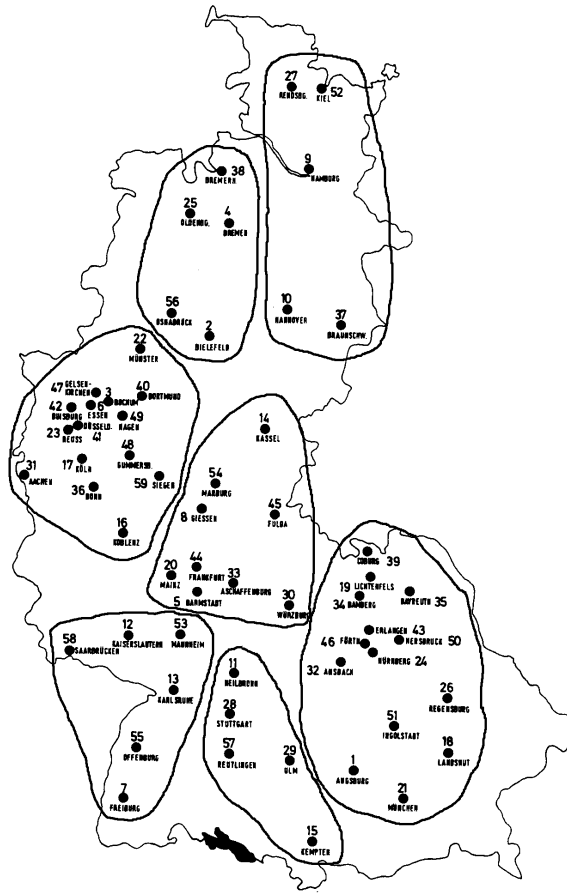 27
RENDSBG.
52
KIEL
9
HAMBURG
38
BREMERH
25
OLDENBG.
4
BREMEN
10
HANNOVER
37
BRAUNSCHW.
56
OSNABRÜCK
2
BIELEFELD
22
MÜNSTER
47 GELSEN-
KIRCHEN
3
BOCHUM
40
DORTMUND
42
DUISBURG
6
ESSEN
49
HAGEN
23
NEUSS
DÜSSELD.
41
17
KÖLN
48
GUMMERSB.
31
AACHEN
36
BONN
59
SIEGEN
16
KOBLENZ
14
KASSEL
54
MARBURG
8
GIESSEN
45
FULDA
44
FRANKFURT
20
MAINZ
33
ASCHAFFENBURG
5
DARMSTADT
30
WÜRZBURG
COBURG
39
19
LICHTENFELS
34
BAMBERG
BAYREUTH
35
ERLANGEN
43
46
FÜRTH
HERSBRUCK
50
32
ANSBACH
NÜRNBERG
24
26
REGENSBURG
51
INGOLSTADT
18
LANDSHUT
1
AUGSBURG
21
MÜNCHEN
58
SAARBRÜCKEN
12
KAISERSLAUTERN
53
MANNHEIM
13
KARLSRUHE
55
OFFENBURG
7
FREIBURG
11
HEILBRONN
28
STUTTGART
57
REUTLINGEN
29
ULM
15
KEMPTEN